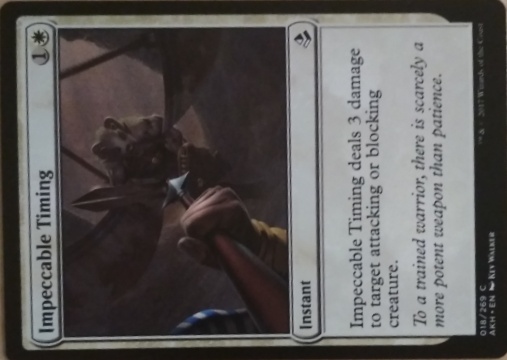 Impeccable Timing
1
Instant
Impeccable Timing deals 3 damage
to target attacking or blocking
creature.
To a trained warrior, there is scarcely a
more potent weapon than patience.
018/269 C
AKH • EN Kev Walker
™ & © 2017 Wizards of the Coast